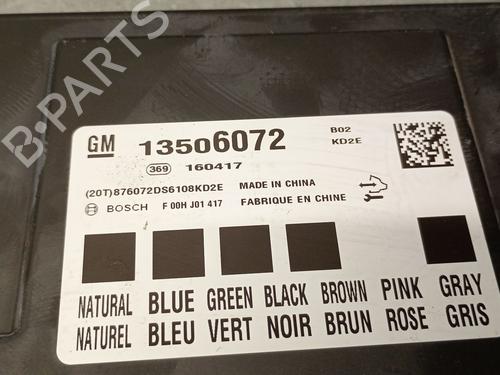 B-PARTS
GM 13506072 B02
KD2E
369 160417
(20T)876072DS6108KD2E MADE IN CHINA
BOSCH F 00H J01 417 FABRIQUE EN CHINE
NATURAL BLUE GREEN BLACK BROWN PINK GRAY
NATUREL BLEU VERT NOIR BRUN ROSE GRIS